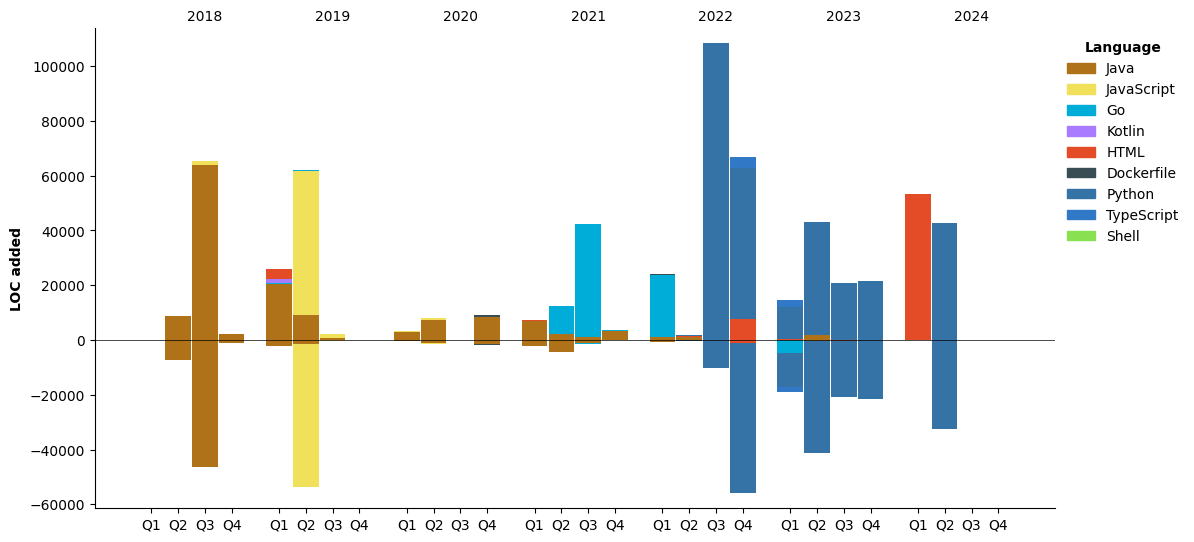 2018 2019 2020 2021 2022 2023 2024
Language
Java
JavaScript
Go
Kotlin
HTML
Dockerfile
Python
TypeScript
Shell
LOC added
100000
80000
60000
40000
20000
0
−20000
−40000
−60000
Q1 Q2 Q3 Q4 Q1 Q2 Q3 Q4 Q1 Q2 Q3 Q4 Q1 Q2 Q3 Q4 Q1 Q2 Q3 Q4 Q1 Q2 Q3 Q4 Q1 Q2 Q3 Q4